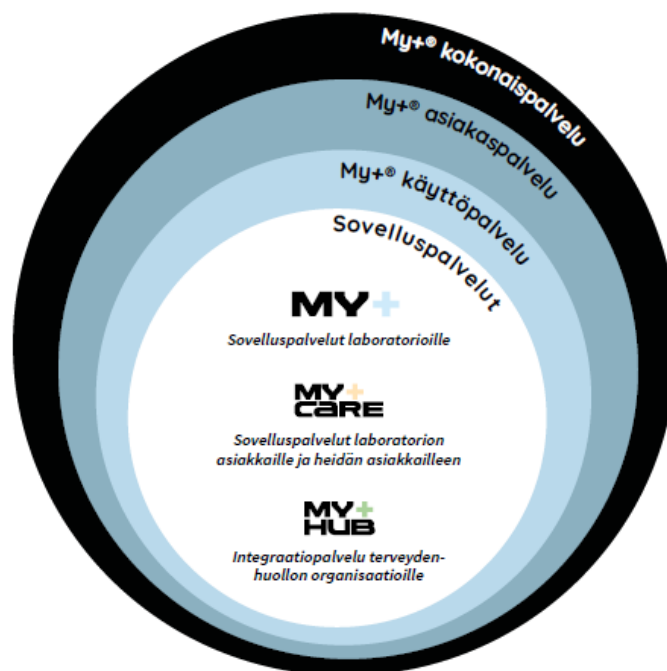 My+® kokonaispalvelu
My+® asiakaspalvelu
My+® käyttöpalvelu
Sovelluspalvelut
MY+
Sovelluspalvelut laboratorioille
MY+
CARE
Sovelluspalvelut laboratorion
asiakkaille ja heidän asiakkailleen
MY+
HUB
Integraatiopalvelu terveyden-
huollon organisaatioille